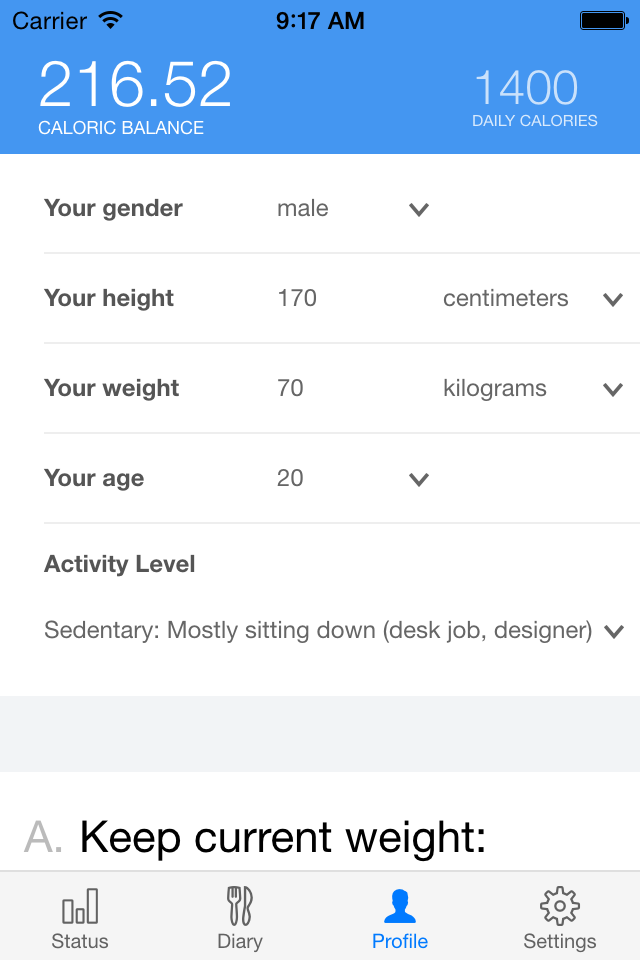 Carrier 9:17 AM
216.52 1400
CALORIC BALANCE DAILY CALORIES
Your gender male
Your height 170 centimeters
Your weight 70 kilograms
Your age 20
Activity Level
Sedentary: Mostly sitting down (desk job, designer)
A. Keep current weight:
Status Diary Profile Settings